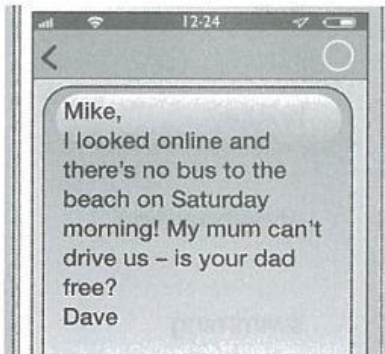 12-24
Mike,
I looked online and
there's no bus to the
beach on Saturday
morning! My mum can't
drive us – is your dad
free?
Dave